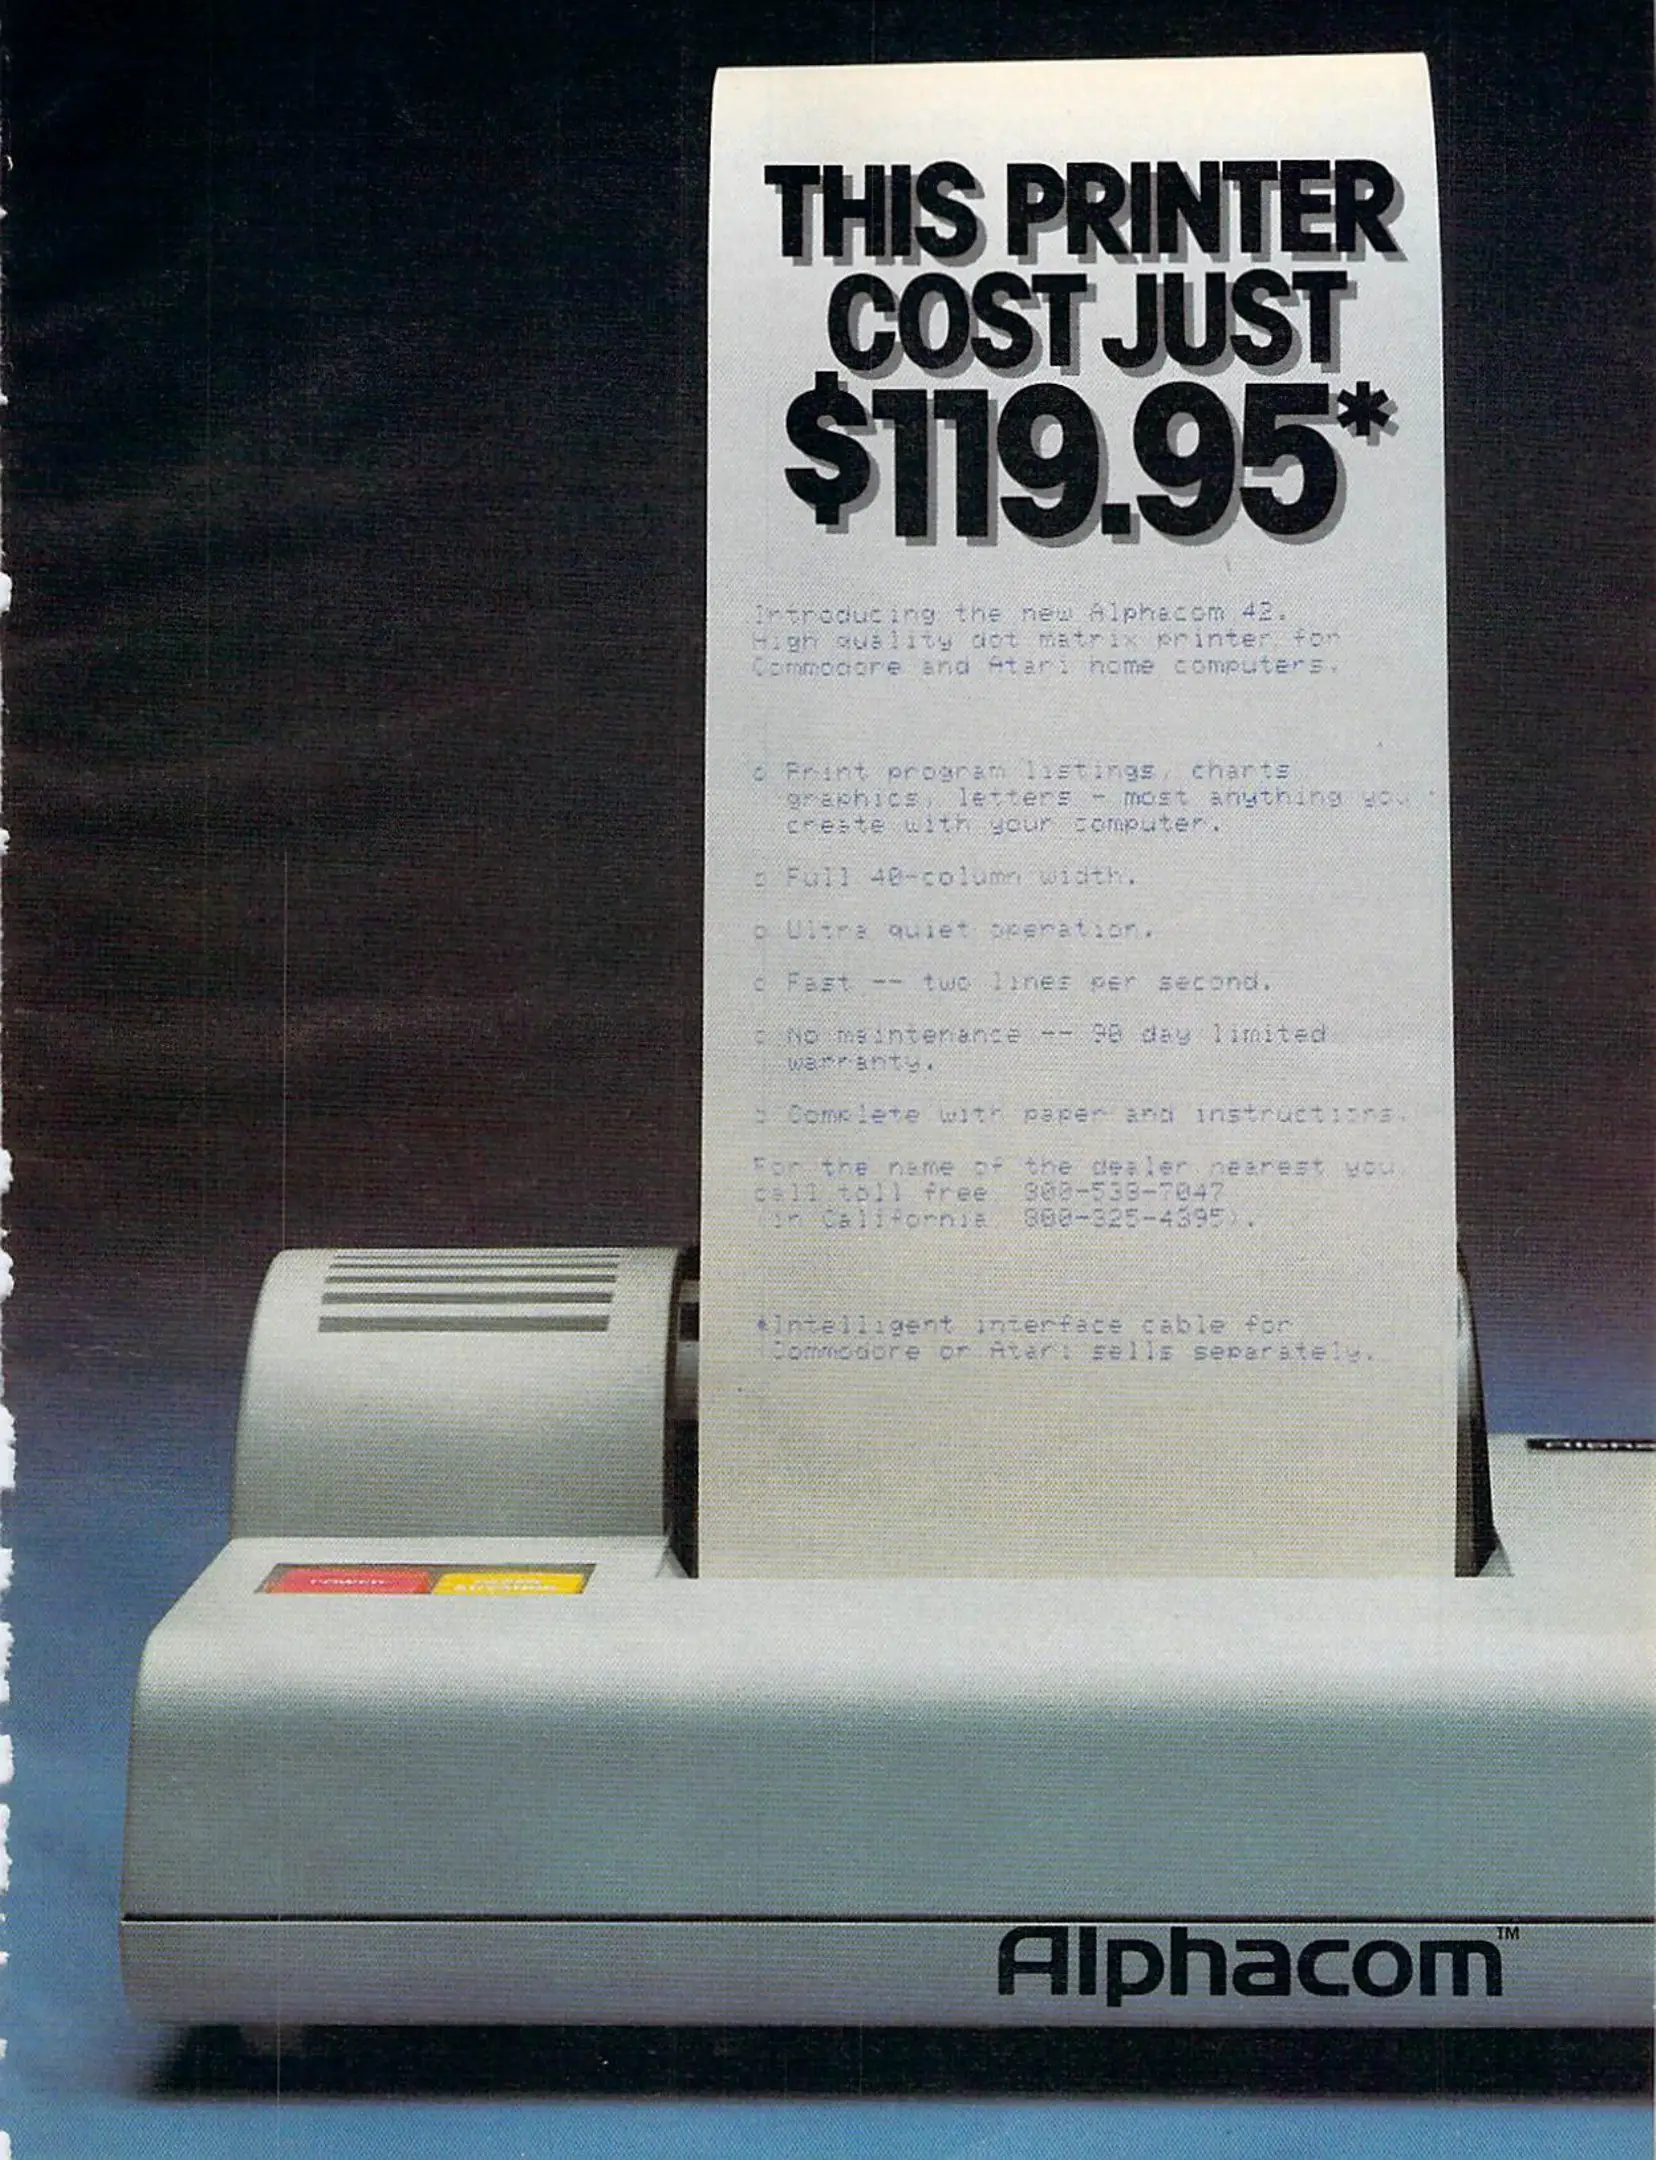 THIS PRINTER
COST JUST
$119.95*
Introducing the new Alphacom 42.
High quality dot matrix printer for
Commodore and Atari home computers.
o Print program listings, charts
graphics, letters - most anything you
create with your computer.
o Full 40-column width.
o Ultra quiet operation.
o Fast -- two lines per second.
o No maintenance -- 90 day limited
warranty.
o Complete with paper and instructions.
For the name of the dealer nearest you,
call toll free 800-538-7047
(in California 800-325-4395).
*Intelligent interface cable for
Commodore or Atari sells separately.
POWER
Alphacom™